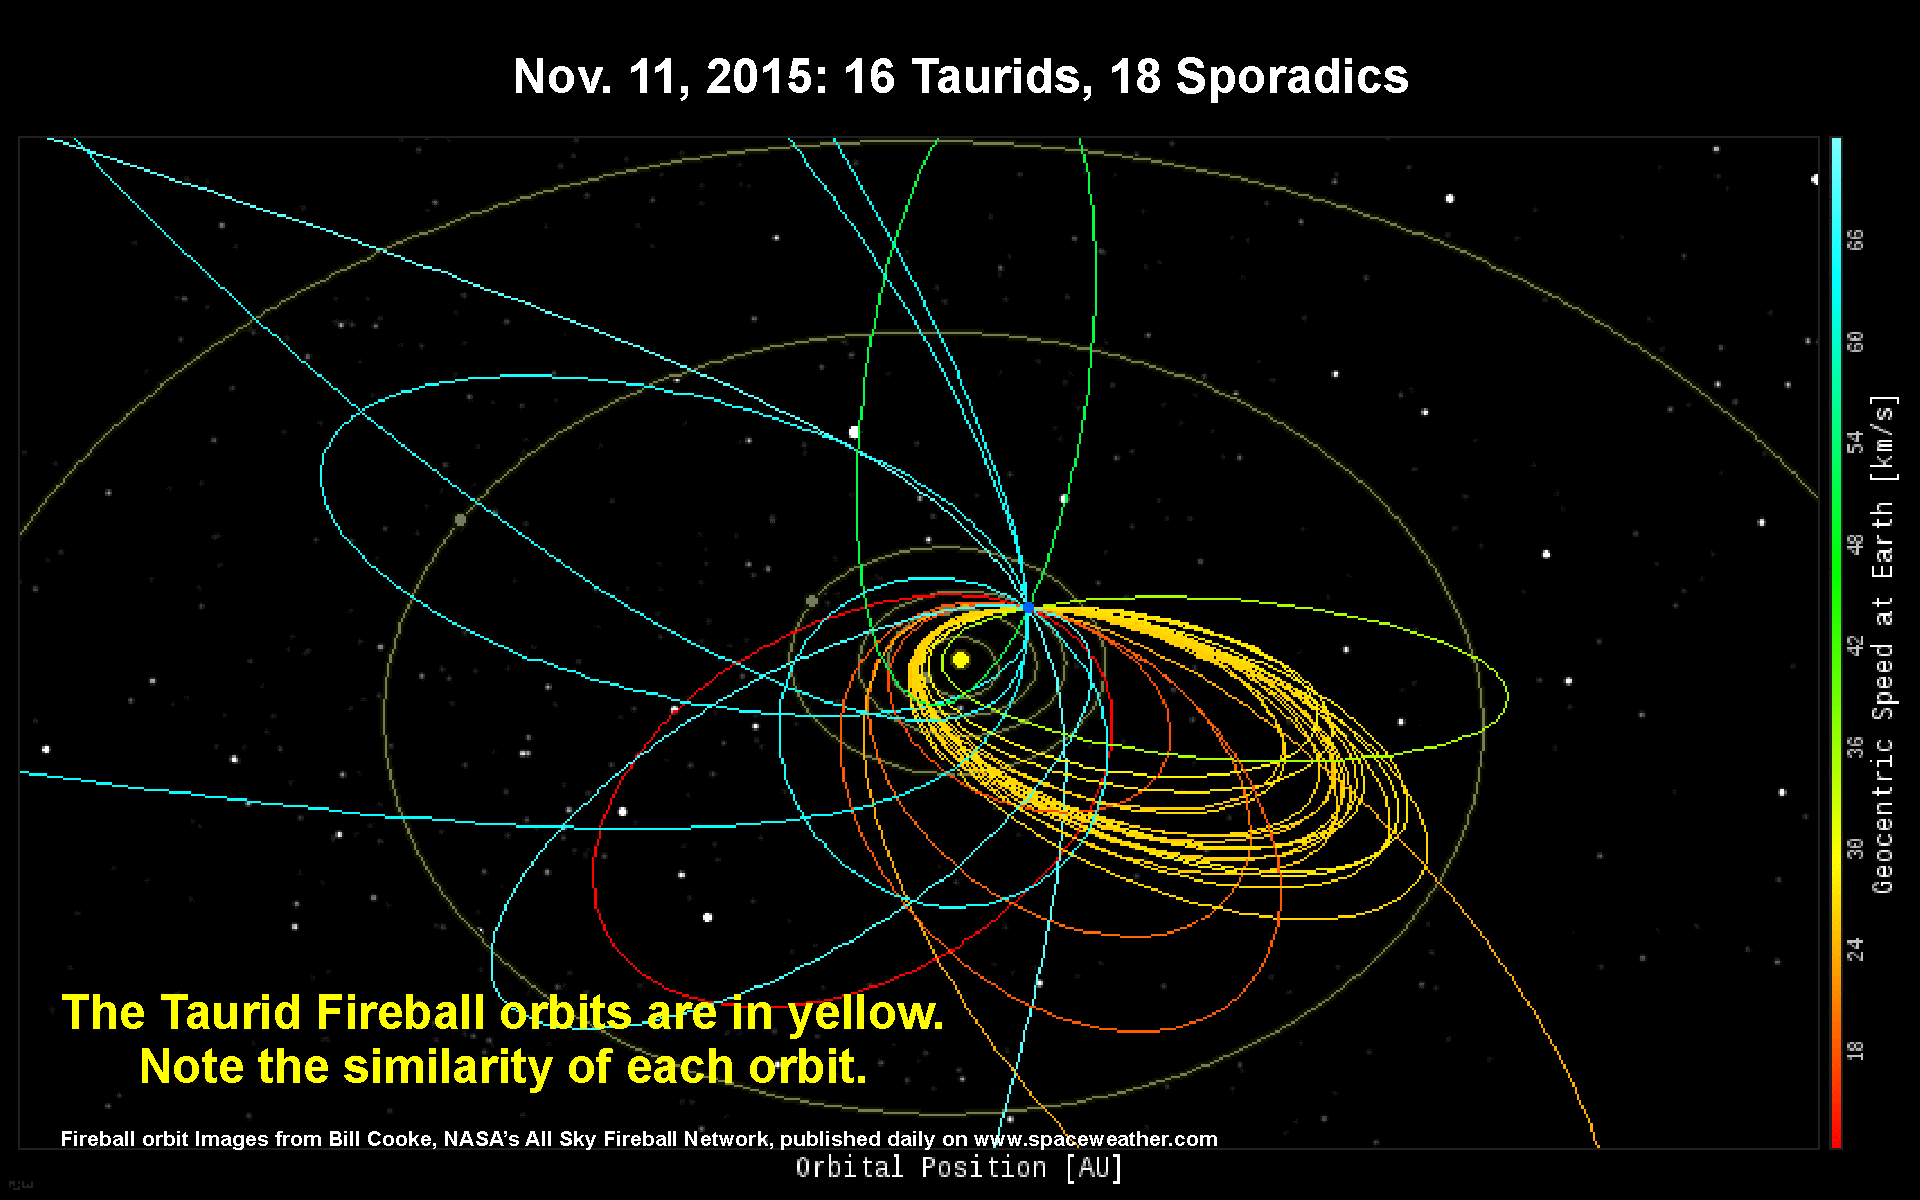 Nov. 11, 2015: 16 Taurids, 18 Sporadics
66
60
54
48
42
36
30
24
18
Geocentric Speed at Earth [km/s]
The Taurid Fireball orbits are in yellow.
Note the similarity of each orbit.
Fireball orbit Images from Bill Cooke, NASA’s All Sky Fireball Network, published daily on www.spaceweather.com
Orbital Position [AU]